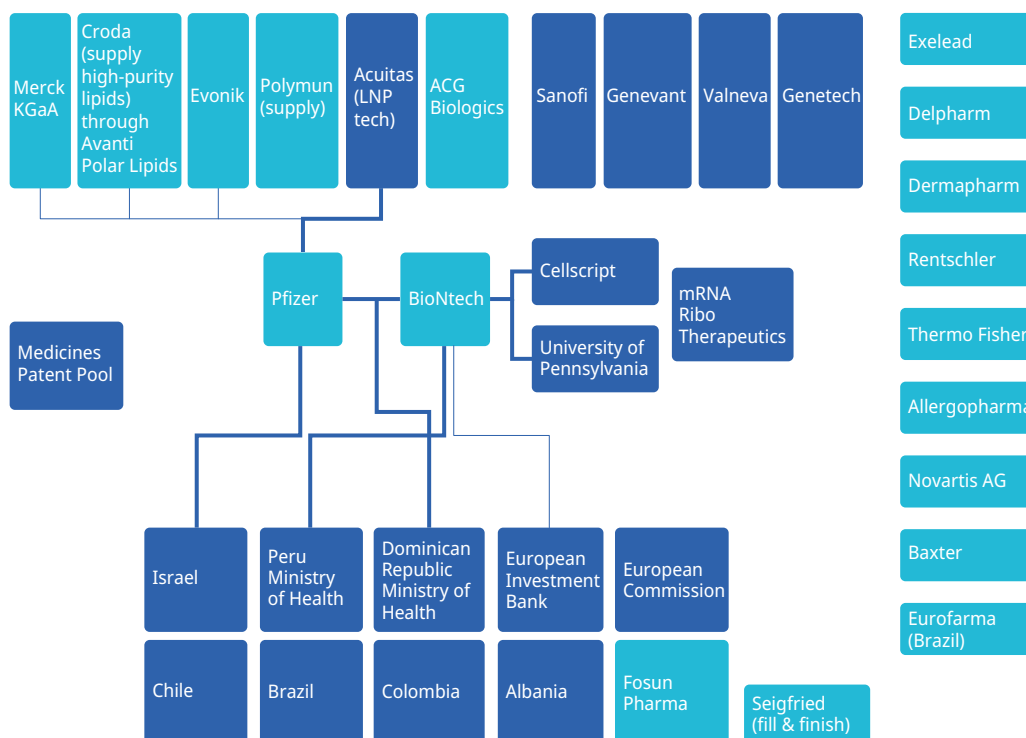 Merck
KGaA
Croda
(supply
high-purity
lipids)
through
Avanti
Polar Lipids
Evonik
Polymun
(supply)
Acuitas
(LNP
tech)
ACG
Biologics
Sanofi
Genevant
Valneva
Genetech
Exelead
Delpharm
Dermapharm
Rentschler
Thermo Fisher
Allergopharma
Novartis AG
Baxter
Eurofarma
(Brazil)
Pfizer
BioNtech
Cellscript
University of
Pennsylvania
mRNA
Ribo
Therapeutics
Medicines
Patent Pool
Israel
Peru
Ministry
of Health
Dominican
Republic
Ministry of
Health
European
Investment
Bank
European
Commission
Chile
Brazil
Colombia
Albania
Fosun
Pharma
Seigfried
(fill & finish)